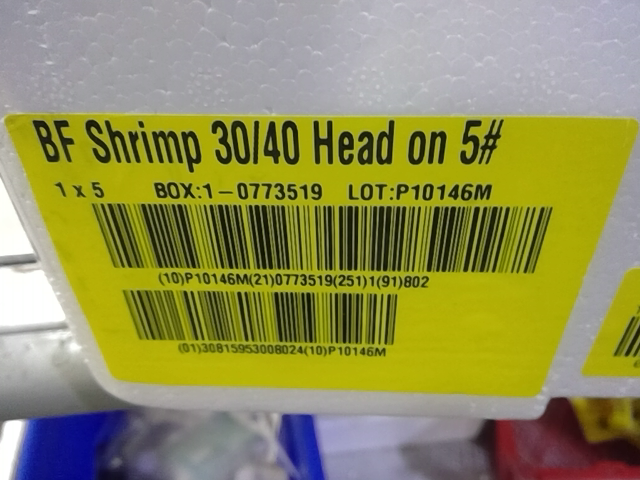 BF Shrimp 30/40 Head on 5#
1 x 5 BOX:1-0773519 LOT:P10146M
(10)P10146M(21)0773519(251)1(91)802
(01)30815953008024(10)P10146M